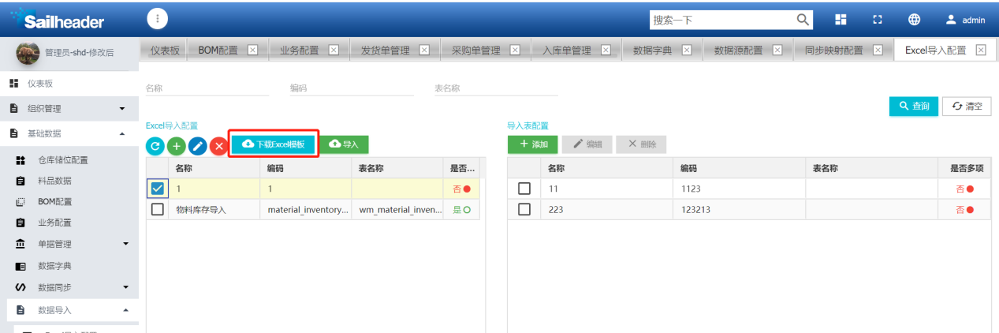 Sailheader
搜索一下
admin
管理员-shd-修改后
仪表板 BOM配置 业务配置 发货单管理 采购单管理 入库单管理 数据字典 数据源配置 同步映射配置 Excel导入配置
仪表板
组织管理
基础数据
仓库储位配置
料品数据
BOM配置
业务配置
单据管理
数据字典
数据同步
数据导入
名称 编码 表名称
查询 清空
Excel导入配置
下载Excel模板 导入
名称 编码 表名称 是否...
1 1 否
物料库存导入 material_inventory... wm_material_inven... 是
导入表配置
添加 编辑 删除
名称 编码 表名称 是否多项
11 1123 否
223 123213 否